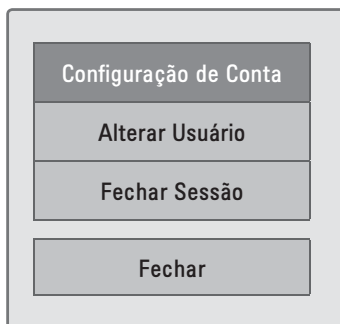 Configuração de Conta
Alterar Usuário
Fechar Sessão
Fechar